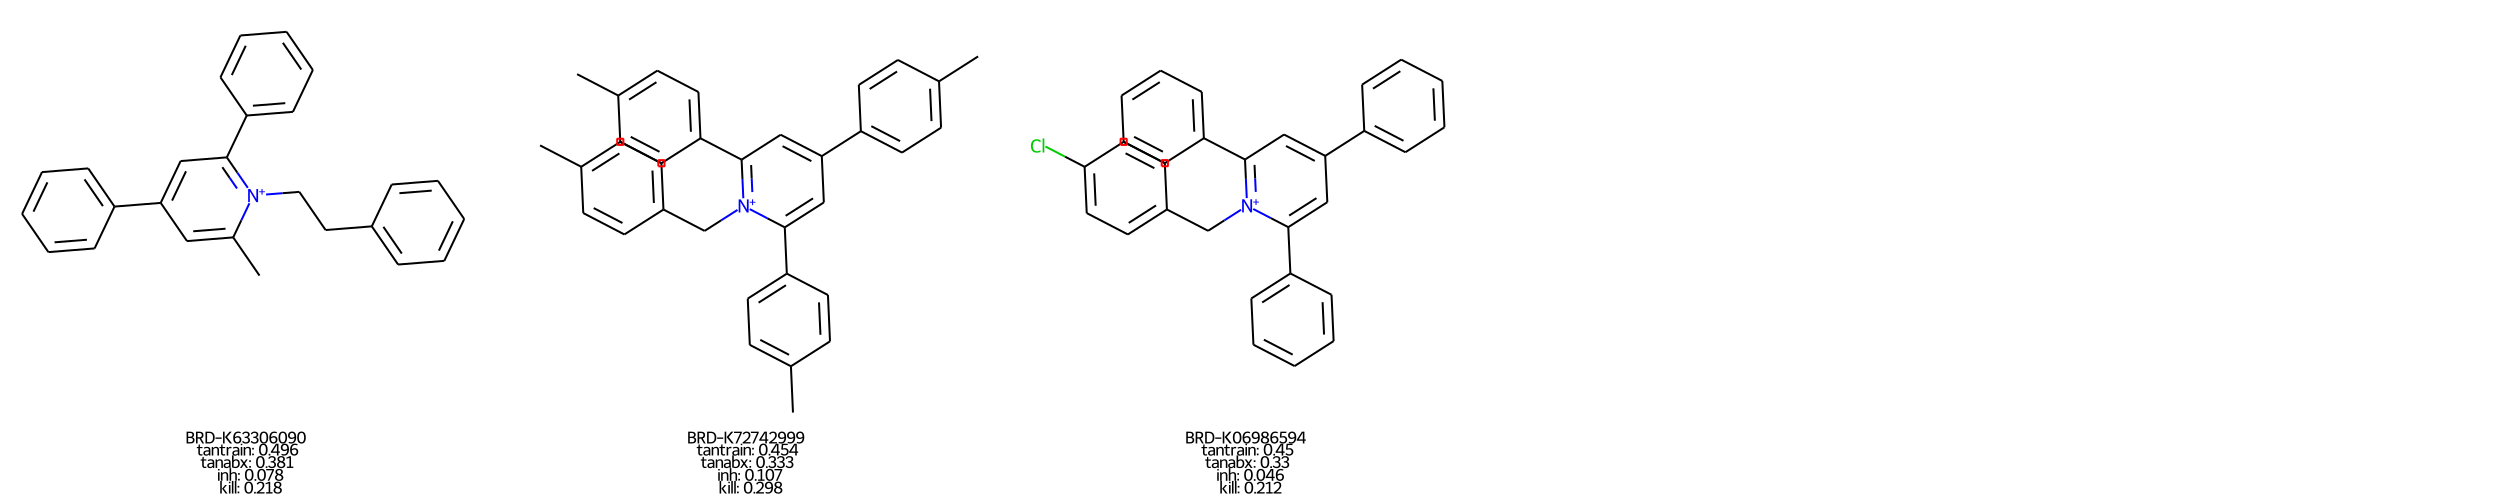 N+
N+
Cl
N+
BRD-K63306090
tantrain: 0.496
tanabx: 0.381
inh: 0.078
kill: 0.218
BRD-K72742999
tantrain: 0.454
tanabx: 0.333
inh: 0.107
kill: 0.298
BRD-K06986594
tantrain: 0.45
tanabx: 0.33
inh: 0.046
kill: 0.212